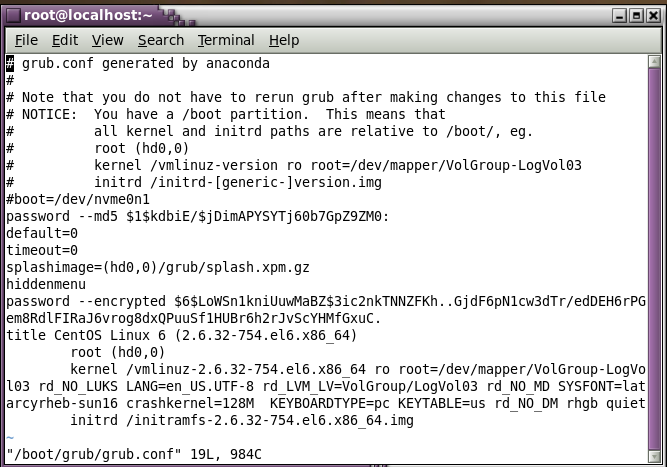 root@localhost:~
File Edit View Search Terminal Help
# grub.conf generated by anaconda
#
# Note that you do not have to rerun grub after making changes to this file
# NOTICE:  You have a /boot partition.  This means that
#          all kernel and initrd paths are relative to /boot/, eg.
#          root (hd0,0)
#          kernel /vmlinuz-version ro root=/dev/mapper/VolGroup-LogVol03
#          initrd /initrd-[generic-]version.img
#boot=/dev/nvme0n1
password --md5 $1$kdbiE/$jDimAPYSYTj60b7GpZ9ZM0:
default=0
timeout=0
splashimage=(hd0,0)/grub/splash.xpm.gz
hiddenmenu
password --encrypted $6$LoWSn1kniUuwMaBZ$3ic2nkTNNZFKh..GjdF6pN1cw3dTr/edDEH6rPG
em8RdlFIRaJ6vrog8dxQPuuSf1HUBr6h2rJvScYHMfGxuC.
title CentOS Linux 6 (2.6.32-754.el6.x86_64)
        root (hd0,0)
        kernel /vmlinuz-2.6.32-754.el6.x86_64 ro root=/dev/mapper/VolGroup-LogVo
l03 rd_NO_LUKS LANG=en_US.UTF-8 rd_LVM_LV=VolGroup/LogVol03 rd_NO_MD SYSFONT=lat
arcyrheb-sun16 crashkernel=128M  KEYBOARDTYPE=pc KEYTABLE=us rd_NO_DM rhgb quiet
        initrd /initramfs-2.6.32-754.el6.x86_64.img
~
"/boot/grub/grub.conf" 19L, 984C